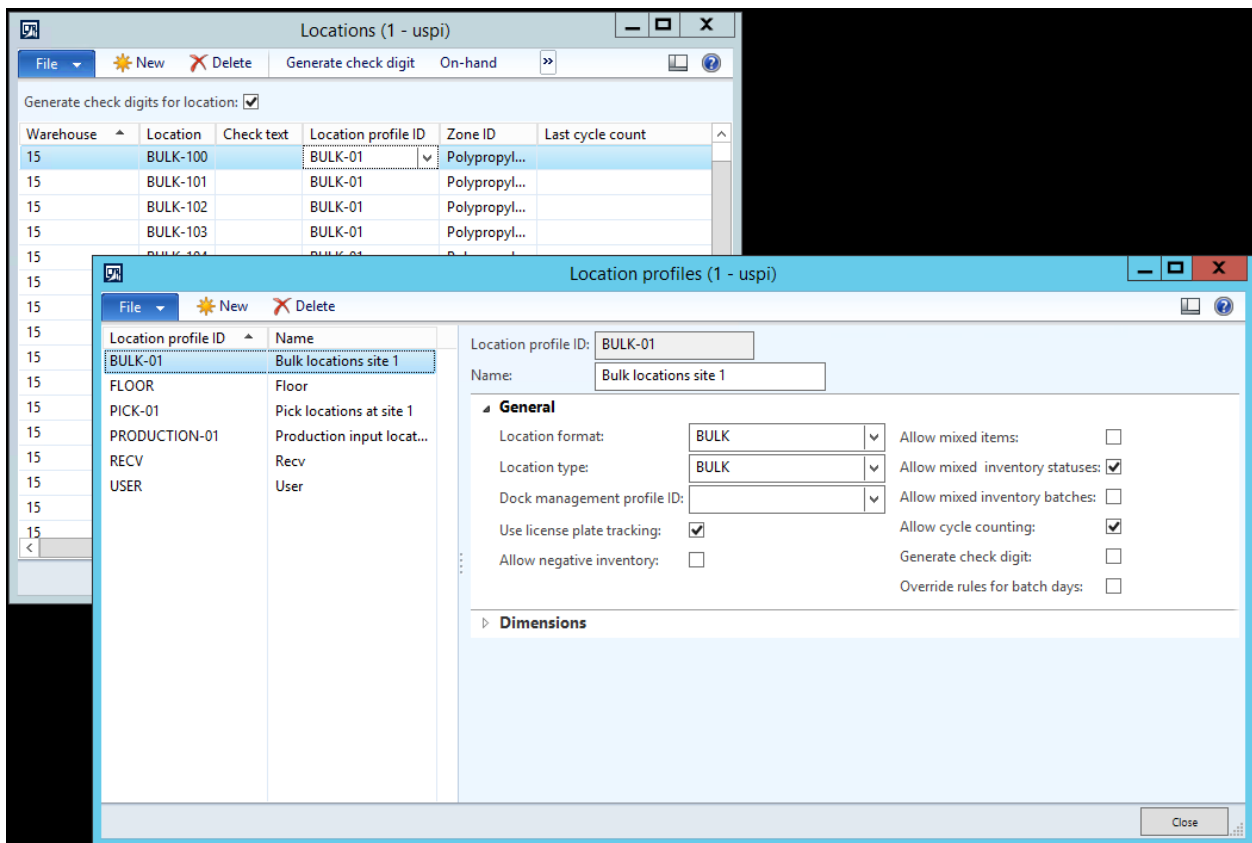 Locations (1 - uspi)
File New Delete Generate check digit On-hand »
Generate check digits for location:
Warehouse Location Check text Location profile ID Zone ID Last cycle count
15 BULK-100 BULK-01 Polypropyl...
15 BULK-101 BULK-01 Polypropyl...
15 BULK-102 BULK-01 Polypropyl...
15 BULK-103 BULK-01 Polypropyl...
15
15
15
15
15
15
15
15
15
15
15
15
Location profiles (1 - uspi)
File New Delete
Location profile ID Name
BULK-01 Bulk locations site 1
FLOOR Floor
PICK-01 Pick locations at site 1
PRODUCTION-01 Production input locat...
RECV Recv
USER User
Location profile ID: BULK-01
Name: Bulk locations site 1
General
Location format: BULK
Location type: BULK
Dock management profile ID:
Use license plate tracking:
Allow negative inventory:
Allow mixed items:
Allow mixed inventory statuses:
Allow mixed inventory batches:
Allow cycle counting:
Generate check digit:
Override rules for batch days:
Dimensions
Close